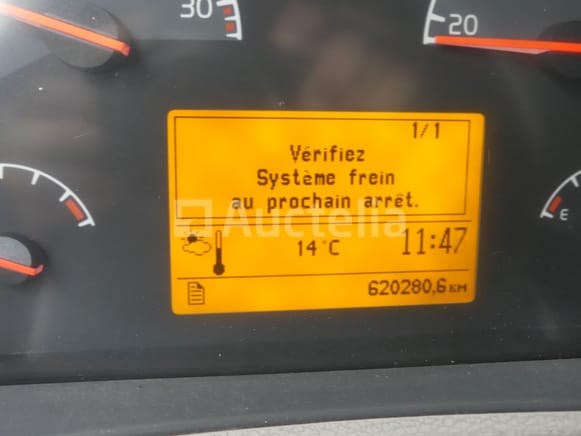 30
20
1/1
Vérifiez
Système frein
au prochain arrêt.
Auctelia
14°C
11:47
E
620280,6 KM